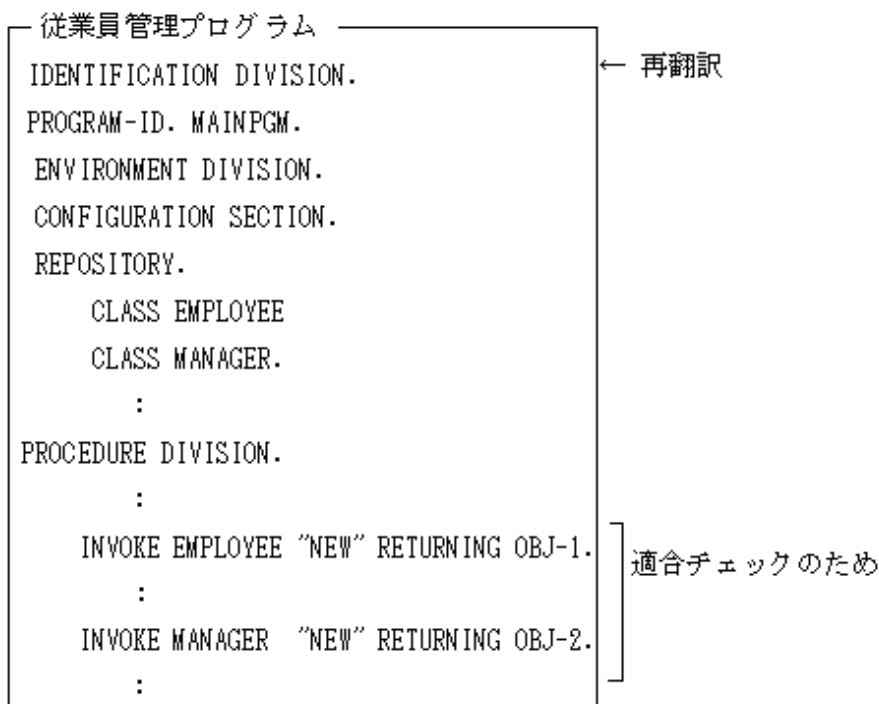 従業員管理プログラム
← 再翻訳
IDENTIFICATION DIVISION.
PROGRAM-ID. MAINPGM.
ENVIRONMENT DIVISION.
CONFIGURATION SECTION.
REPOSITORY.
CLASS EMPLOYEE
CLASS MANAGER.
:
PROCEDURE DIVISION.
:
INVOKE EMPLOYEE "NEW" RETURNING OBJ-1.
適合チェックのため
:
INVOKE MANAGER "NEW" RETURNING OBJ-2.
: